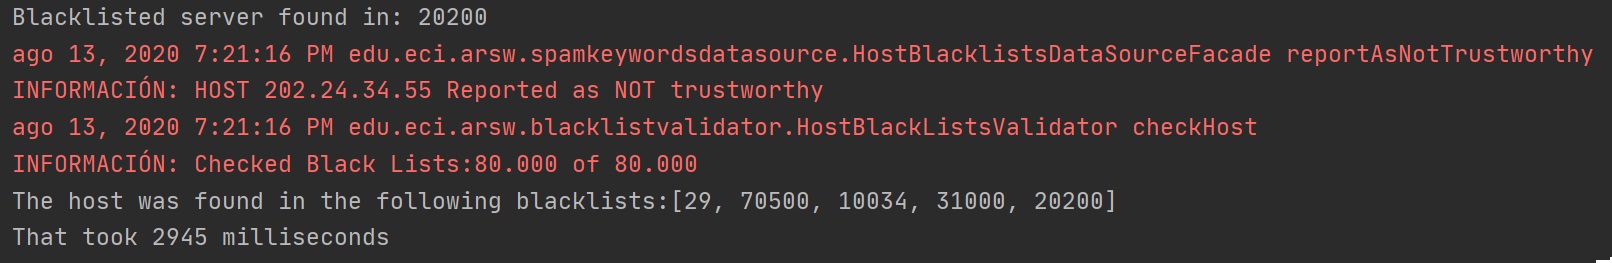 Blacklisted server found in: 20200
ago 13, 2020 7:21:16 PM edu.eci.arsw.spamkeywordsdatasource.HostBlacklistsDataSourceFacade reportAsNotTrustworthy
INFORMACIÓN: HOST 202.24.34.55 Reported as NOT trustworthy
ago 13, 2020 7:21:16 PM edu.eci.arsw.blacklistvalidator.HostBlackListsValidator checkHost
INFORMACIÓN: Checked Black Lists:80.000 of 80.000
The host was found in the following blacklists:[29, 70500, 10034, 31000, 20200]
That took 2945 milliseconds